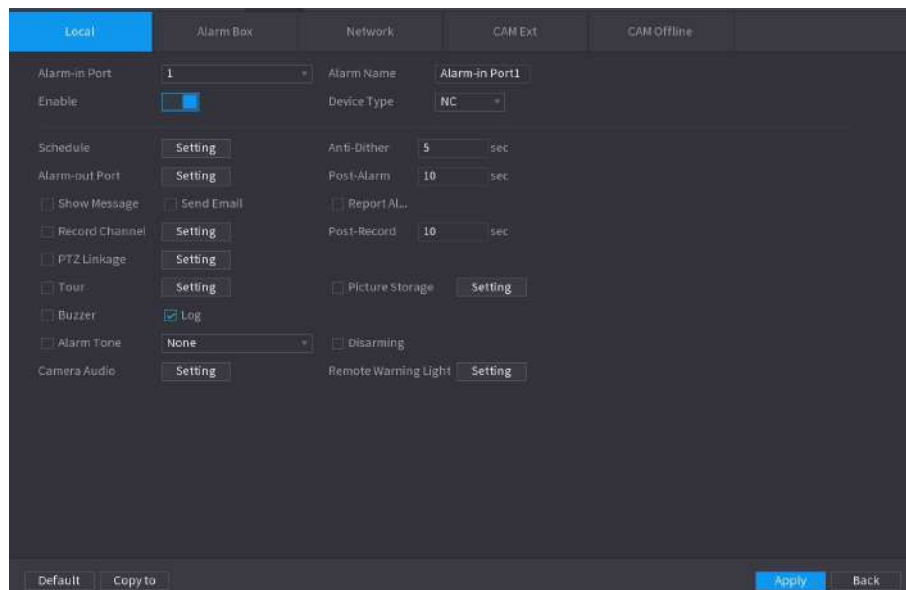 Local Alarm Box Network CAM Ext CAM Offline
Alarm-in Port 1 Alarm Name Alarm-in Port1
Enable Device Type NC
Schedule Setting Anti-Dither 5 sec
Alarm-out Port Setting Post-Alarm 10 sec
Show Message Send Email Report Al...
Record Channel Setting Post-Record 10 sec
PTZ Linkage Setting
Tour Setting Picture Storage Setting
Buzzer Log
Alarm Tone None Disarming
Camera Audio Setting Remote Warning Light Setting
Default Copy to Apply Back